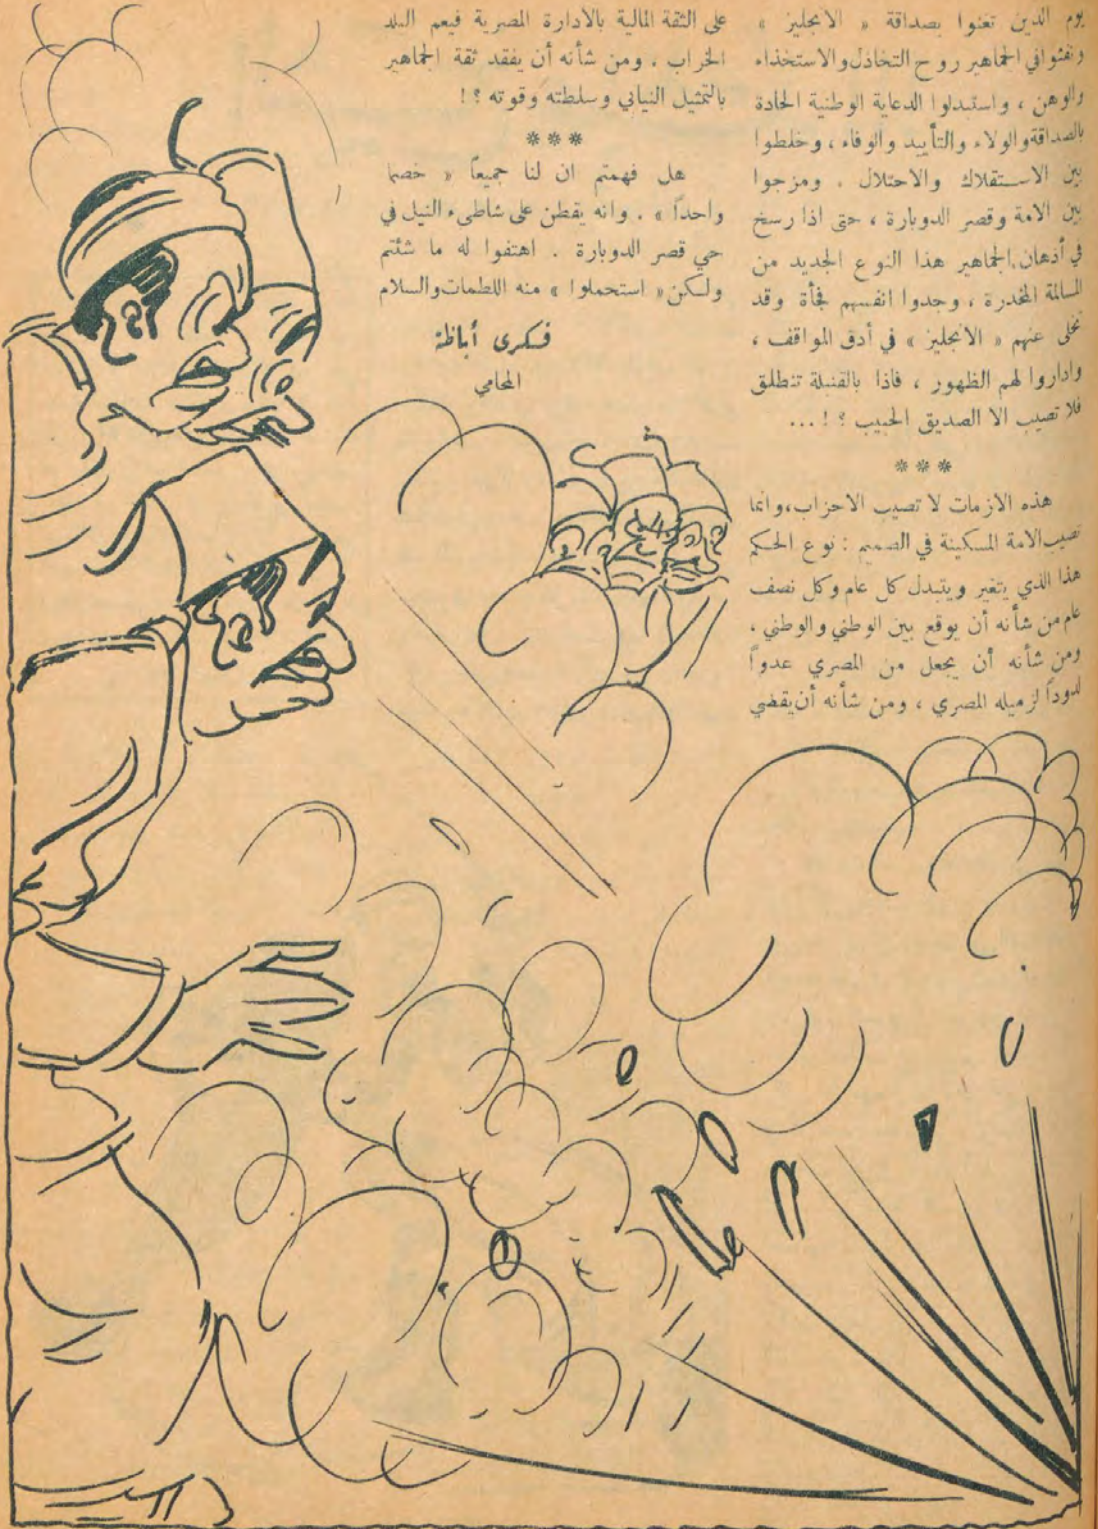 يوم الذين تغنوا بصداقة « الانجليز »
ونفثوا في الجماهير روح التخاذل والاستخذاء
والوهن ، واستبدلوا الدعاية الوطنية الحادة
بالصداقة والولاء والتأييد والوفاء ، وخلطوا
بين الاستقلاك والاحتلال . ومزجوا
بين الامة وقصر الدوبارة ، حتى اذا رسخ
في أذهان الجماهير هذا النوع الجديد من
المسالمة المخدرة ، وجدوا انفسهم فجأة وقد
تخلى عنهم « الانجليز » في أدق المواقف ،
واداروا لهم الظهور ، فاذا بالقنبلة تنطلق
فلا تصيب الا الصديق الحبيب ؟ ! ...
***
هذه الازمات لا تصيب الاحزاب، وانما
تصيب الامة المسكينة في الصميم : نوع الحكم
هذا الذي يتغير ويتبدل كل عام وكل نصف
عام من شأنه أن يوقع بين الوطني والوطني ،
ومن شأنه أن يجعل من المصري عدواً
لدوداً لزميله المصري ، ومن شأنه أن يقضي
على الثقة المالية بالادارة المصرية فيعم البلد
الخراب ، ومن شأنه أن يفقد ثقة الجماهير
بالتمثيل النيابي وسلطته وقوته ؟ !
***
هل فهمتم ان لنا جميعاً « خصما
واحداً » . وانه يقطن على شاطىء النيل في
حي قصر الدوبارة . اهتفوا له ما شئتم
ولكن « استحملوا » منه اللطمات والسلام
فكرى أباظة
المحامي